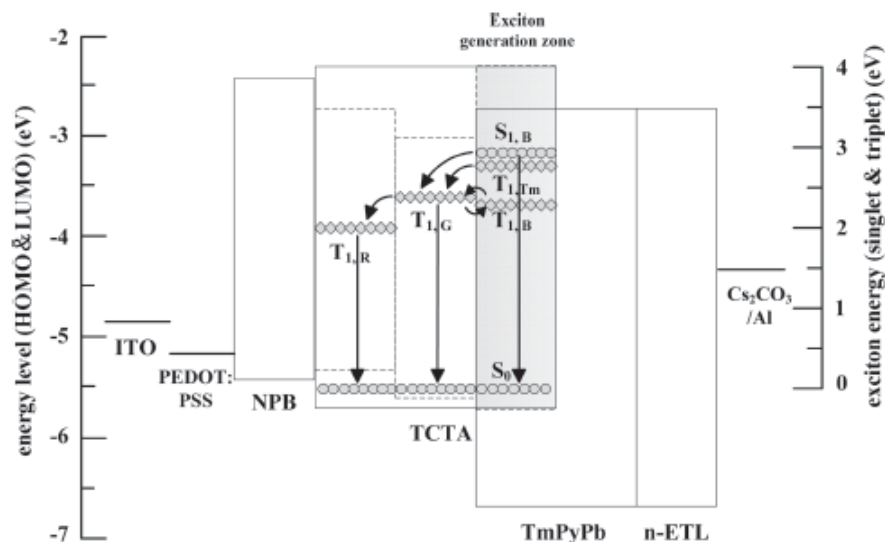 Exciton
generation zone
energy level (HOMO&LUMO) (eV)
-2
-3
-4
-5
-6
-7
exciton energy (singlet & triplet) (eV)
4
3
2
1
0
S1, B
T1,Tm
T1, G
T1, B
T1, R
S0
ITO
PEDOT:
PSS
NPB
TCTA
TmPyPb
n-ETL
Cs2CO3
/Al